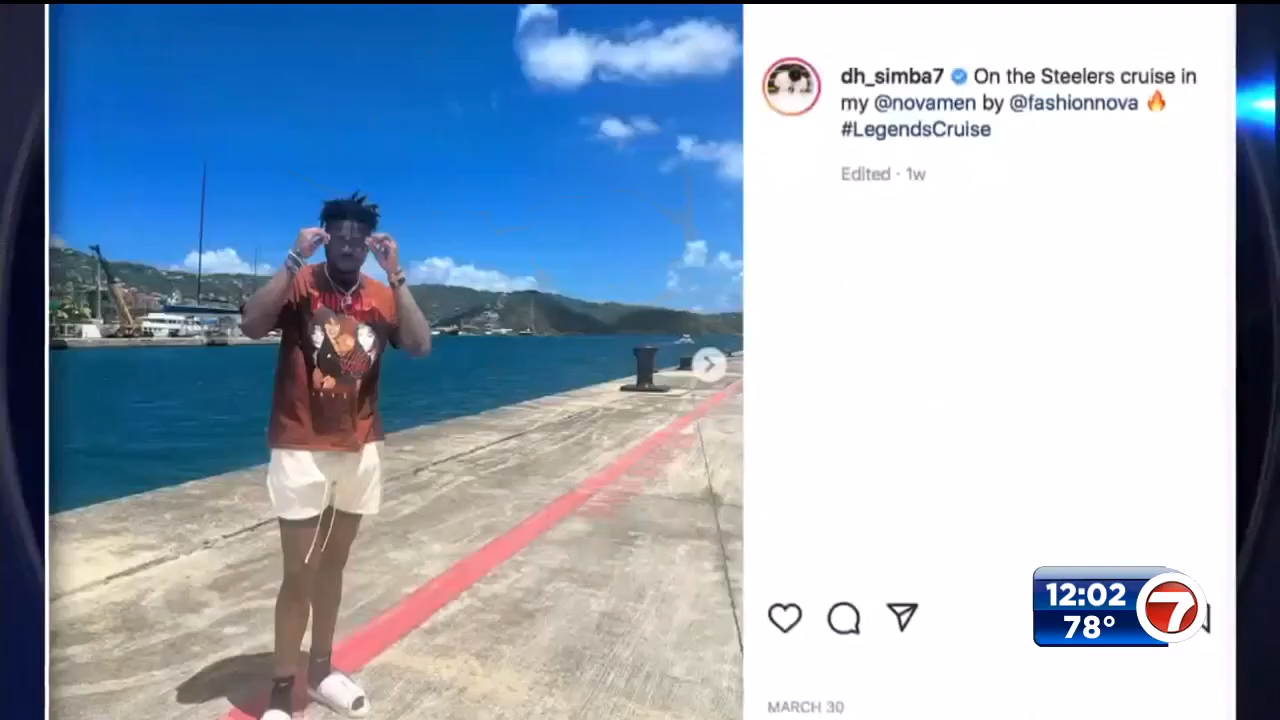 dh_simba7 On the Steelers cruise in
my @novamen by @fashionnova 🔥
#LegendsCruise
Edited · 1w
12:02
78°
7
MARCH 30